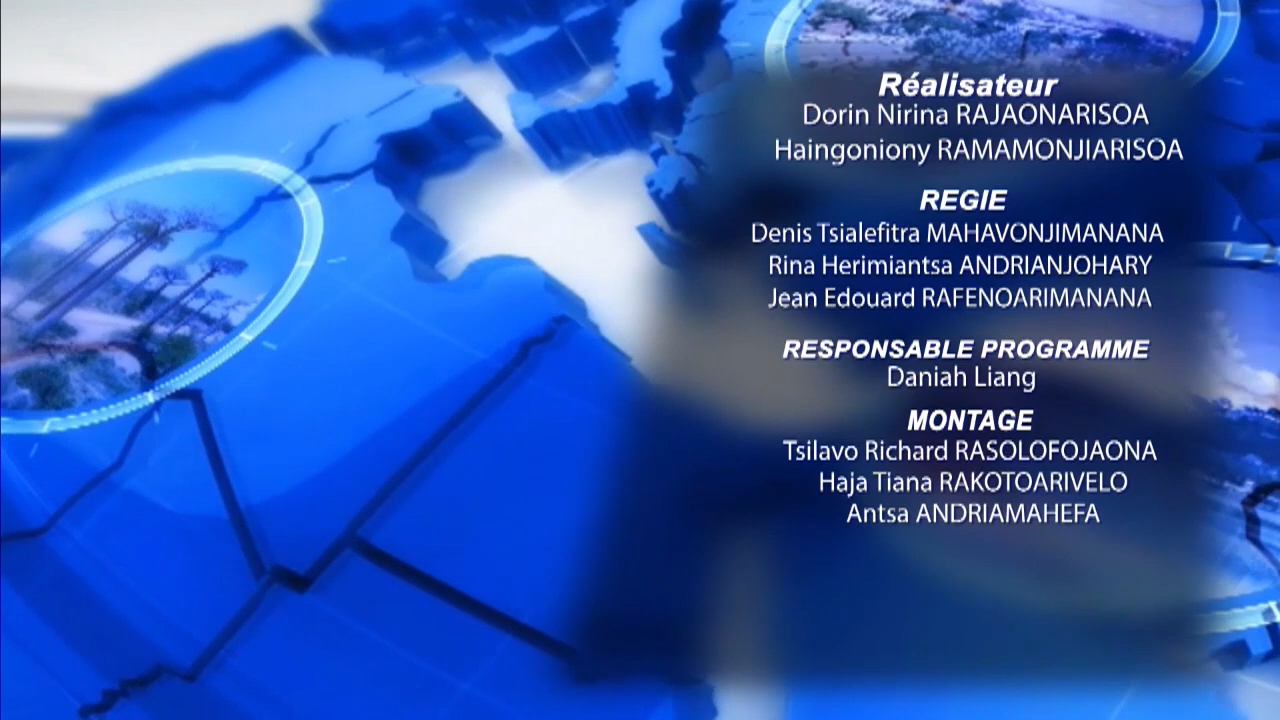 Réalisateur
Dorin Nirina RAJAONARISOA
Haingoniony RAMAMONJIARISOA
REGIE
Denis Tsialefitra MAHAVONJIMANANA
Rina Herimiantsa ANDRIANJOHARY
Jean Edouard RAFENOARIMANANA
RESPONSABLE PROGRAMME
Daniah Liang
MONTAGE
Tsilavo Richard RASOLOFOJAONA
Haja Tiana RAKOTOARIVELO
Antsa ANDRIAMAHEFA